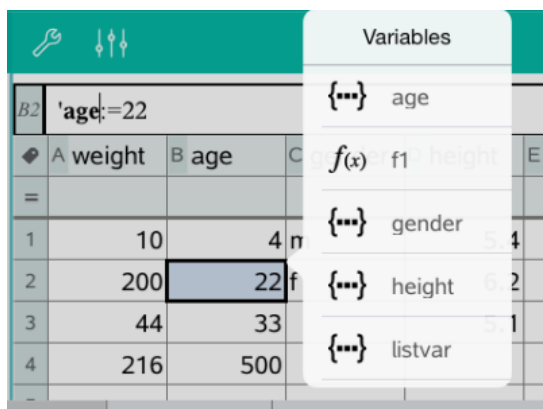 Variables
{...} age
B2 'age:=22
A weight B age C gender D height E
f(x) f1
=
{...} gender
1 10 4 m 5.4
2 200 22 f 6.2
{...} height
3 44 33 5.1
{...} listvar
4 216 500